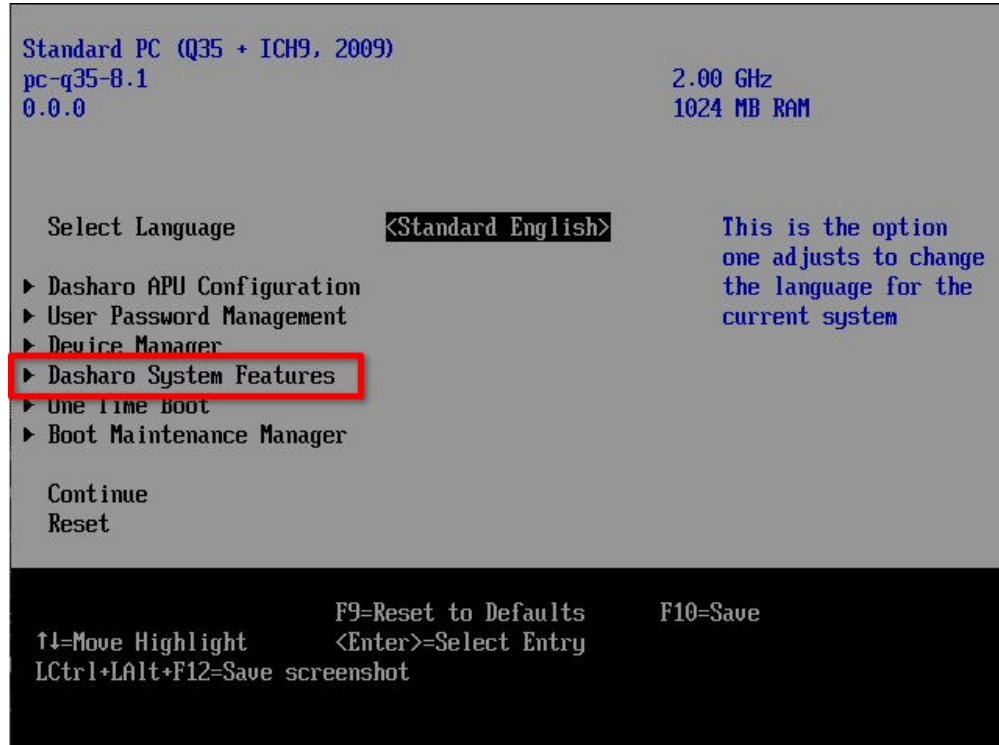 Standard PC (Q35 + ICH9, 2009)
pc-q35-8.1 2.00 GHz
0.0.0 1024 MB RAM
Select Language <Standard English> This is the option
one adjusts to change
▶ Dasharo APU Configuration the language for the
▶ User Password Management current system
▶ Device Manager
▶ Dasharo System Features
▶ One Time Boot
▶ Boot Maintenance Manager
Continue
Reset
F9=Reset to Defaults F10=Save
↑↓=Move Highlight <Enter>=Select Entry
LCtrl+LAlt+F12=Save screenshot